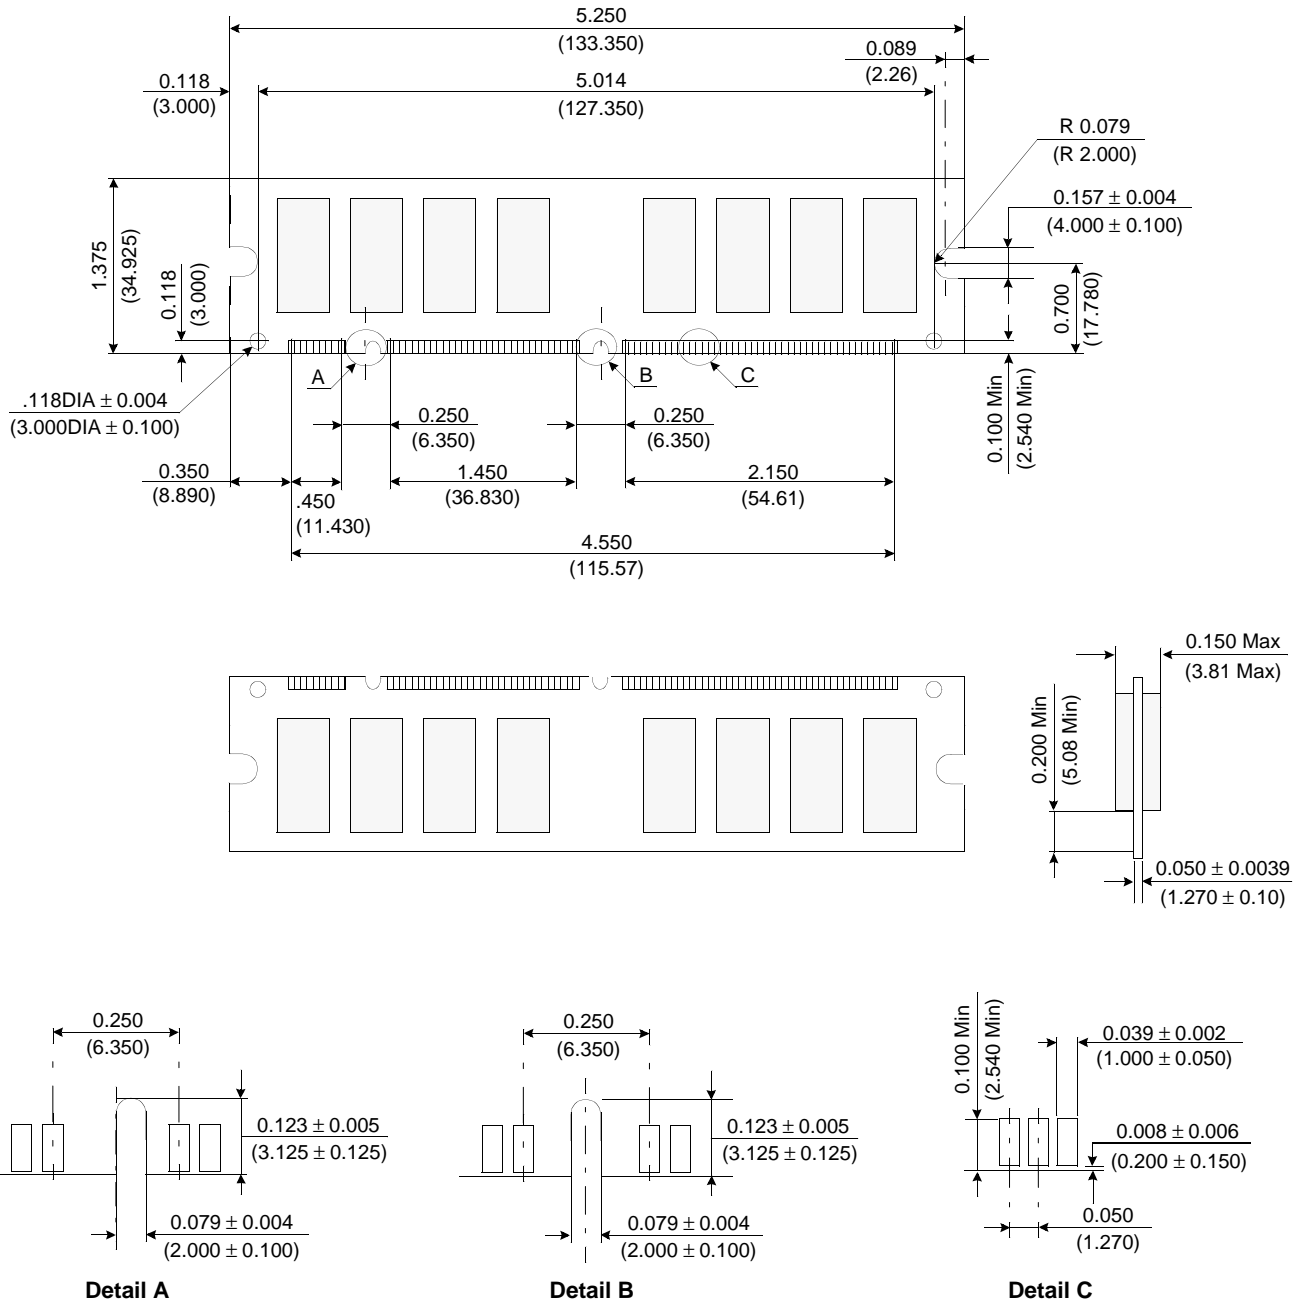 5.250
(133.350)
0.089
(2.26)
0.118
(3.000)
5.014
(127.350)
R 0.079
(R 2.000)
0.157 ± 0.004
(4.000 ± 0.100)
1.375
(34.925)
0.118
(3.000)
0.700
(17.780)
A
B
C
.118DIA ± 0.004
(3.000DIA ± 0.100)
0.250
(6.350)
0.250
(6.350)
0.100 Min
(2.540 Min)
0.350
(8.890)
.450
(11.430)
1.450
(36.830)
2.150
(54.61)
4.550
(115.57)
0.150 Max
(3.81 Max)
0.200 Min
(5.08 Min)
0.050 ± 0.0039
(1.270 ± 0.10)
0.250
(6.350)
0.123 ± 0.005
(3.125 ± 0.125)
0.079 ± 0.004
(2.000 ± 0.100)
Detail A
0.250
(6.350)
0.123 ± 0.005
(3.125 ± 0.125)
0.079 ± 0.004
(2.000 ± 0.100)
Detail B
0.100 Min
(2.540 Min)
0.039 ± 0.002
(1.000 ± 0.050)
0.008 ± 0.006
(0.200 ± 0.150)
0.050
(1.270)
Detail C